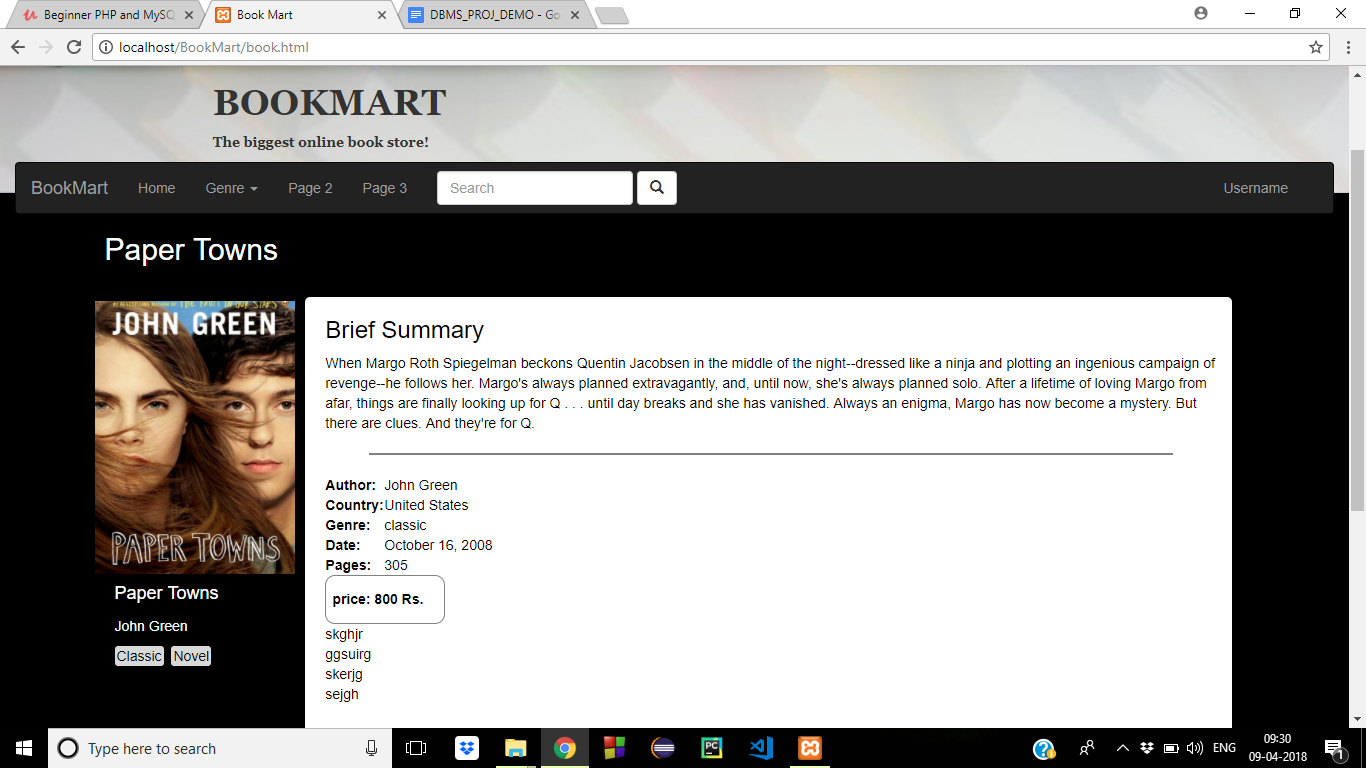 Beginner PHP and MySQ
Book Mart
DBMS_PROJ_DEMO - Go
localhost/BookMart/book.html
BOOKMART
The biggest online book store!
BookMart Home Genre Page 2 Page 3 Search Username
Paper Towns
JOHN GREEN
PAPER TOWNS
Paper Towns
John Green
Classic Novel
Brief Summary
When Margo Roth Spiegelman beckons Quentin Jacobsen in the middle of the night--dressed like a ninja and plotting an ingenious campaign of
revenge--he follows her. Margo's always planned extravagantly, and, until now, she's always planned solo. After a lifetime of loving Margo from
afar, things are finally looking up for Q . . . until day breaks and she has vanished. Always an enigma, Margo has now become a mystery. But
there are clues. And they're for Q.
Author: John Green
Country:United States
Genre: classic
Date: October 16, 2008
Pages: 305
price: 800 Rs.
skghjr
ggsuirg
skerjg
sejgh
Type here to search
PC
ENG
09:30
09-04-2018
1